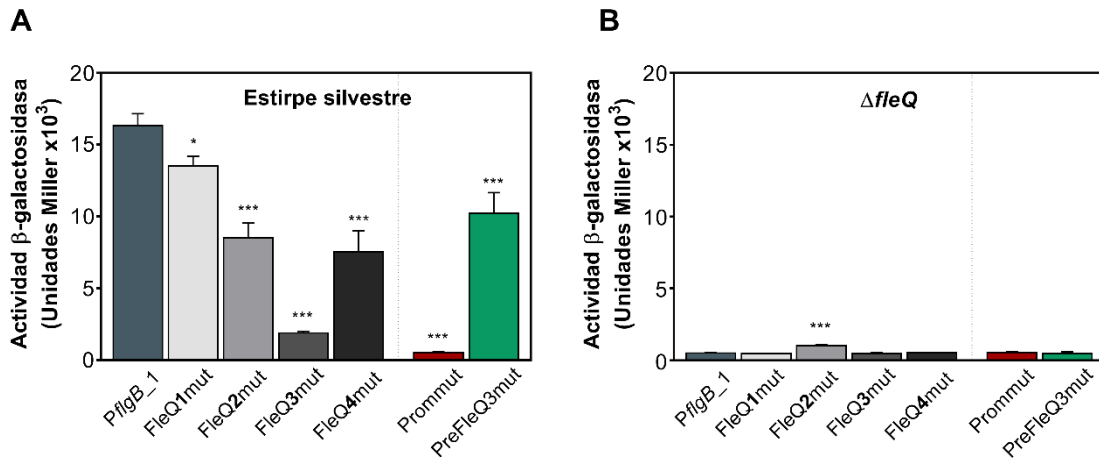 A
Actividad β-galactosidasa
(Unidades Miller x10³)
20
15
10
5
0
Estirpe silvestre
*
***
***
***
***
***
PflgB_1
FleQ1mut
FleQ2mut
FleQ3mut
FleQ4mut
Prommut
PreFleQ3mut
B
Actividad β-galactosidasa
(Unidades Miller x10³)
20
15
10
5
0
ΔfleQ
***
PflgB_1
FleQ1mut
FleQ2mut
FleQ3mut
FleQ4mut
Prommut
PreFleQ3mut